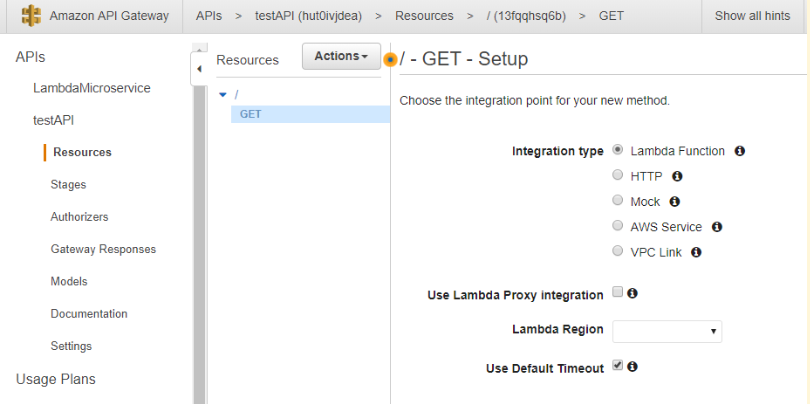 Amazon API Gateway APIs > testAPI (hut0ivjdea) > Resources > / (13fqqhsq6b) > GET Show all hints
APIs
LambdaMicroservice
testAPI
Resources
Stages
Authorizers
Gateway Responses
Models
Documentation
Settings
Usage Plans
Resources Actions
/
GET
/ - GET - Setup
Choose the integration point for your new method.
Integration type Lambda Function
HTTP
Mock
AWS Service
VPC Link
Use Lambda Proxy integration
Lambda Region
Use Default Timeout